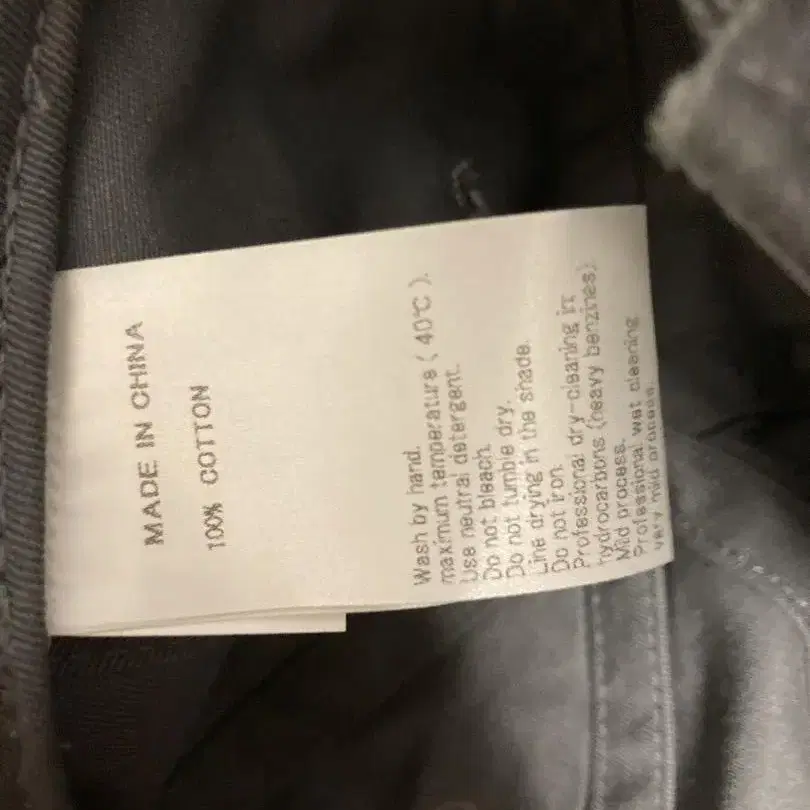 MADE IN CHINA
100% COTTON
Wash by hand.
maximum temperature ( 40℃ ).
Use neutral detergent.
Do not bleach.
Do not tumble dry.
Line drying in the shade.
Do not iron
Professional dry-cleaning in
hydrocarbons (heavy benzines)
Mild process.
Professional wet cleaning
very mild process.